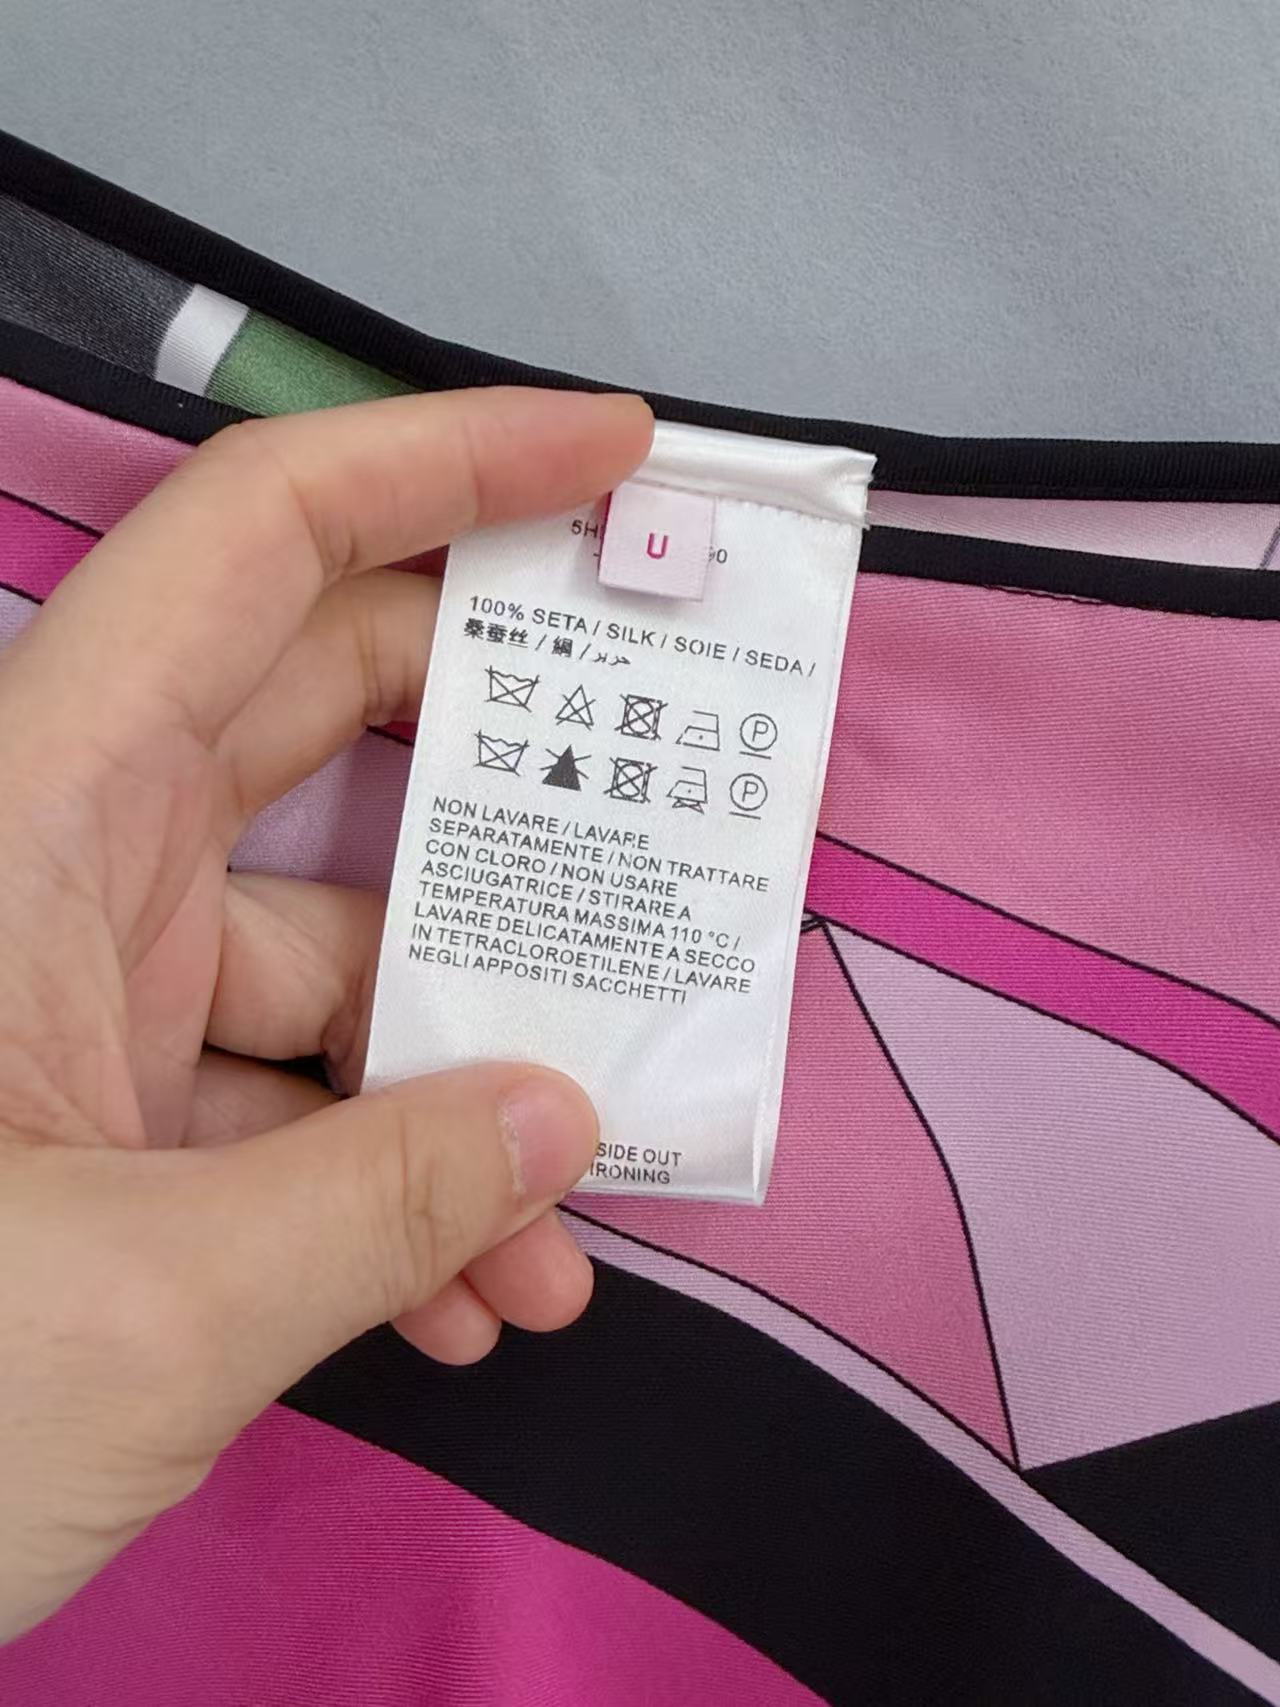 U
100% SETA / SILK / SOIE / SEDA /
桑蚕丝 / 絹 / حرير
P
P
NON LAVARE / LAVARE
SEPARATAMENTE / NON TRATTARE
CON CLORO / NON USARE
ASCIUGATRICE / STIRARE A
TEMPERATURA MASSIMA 110 °C /
LAVARE DELICATAMENTE A SECCO
IN TETRACLOROETILENE / LAVARE
NEGLI APPOSITI SACCHETTI
SIDE OUT
IRONING